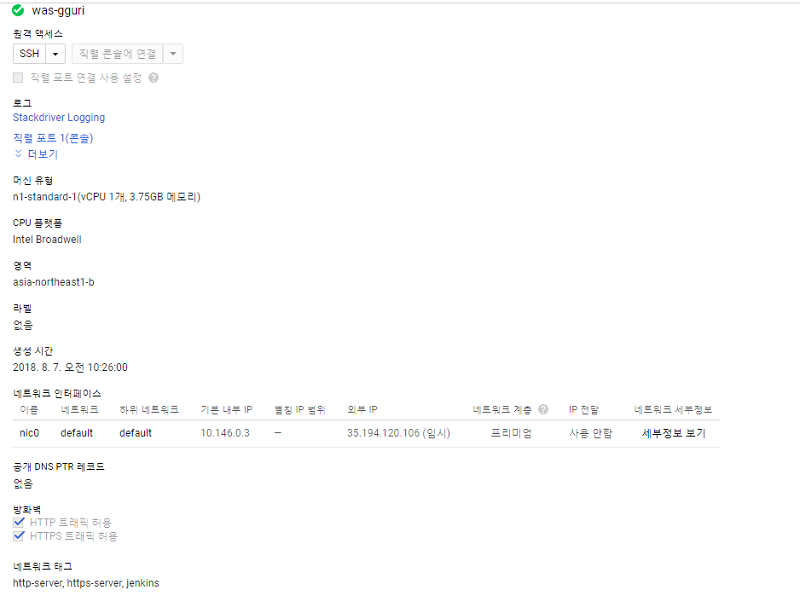 was-gguri
원격 액세스
SSH 직렬 콘솔에 연결
직렬 포트 연결 사용 설정
로그
Stackdriver Logging
직렬 포트 1(콘솔)
더보기
머신 유형
n1-standard-1(vCPU 1개, 3.75GB 메모리)
CPU 플랫폼
Intel Broadwell
영역
asia-northeast1-b
라벨
없음
생성 시간
2018. 8. 7. 오전 10:26:00
네트워크 인터페이스
이름 네트워크 하위 네트워크 기본 내부 IP 별칭 IP 범위 외부 IP 네트워크 계층 IP 전달 네트워크 세부정보
nic0 default default 10.146.0.3 — 35.194.120.106 (임시) 프리미엄 사용 안함 세부정보 보기
공개 DNS PTR 레코드
없음
방화벽
HTTP 트래픽 허용
HTTPS 트래픽 허용
네트워크 태그
http-server, https-server, jenkins